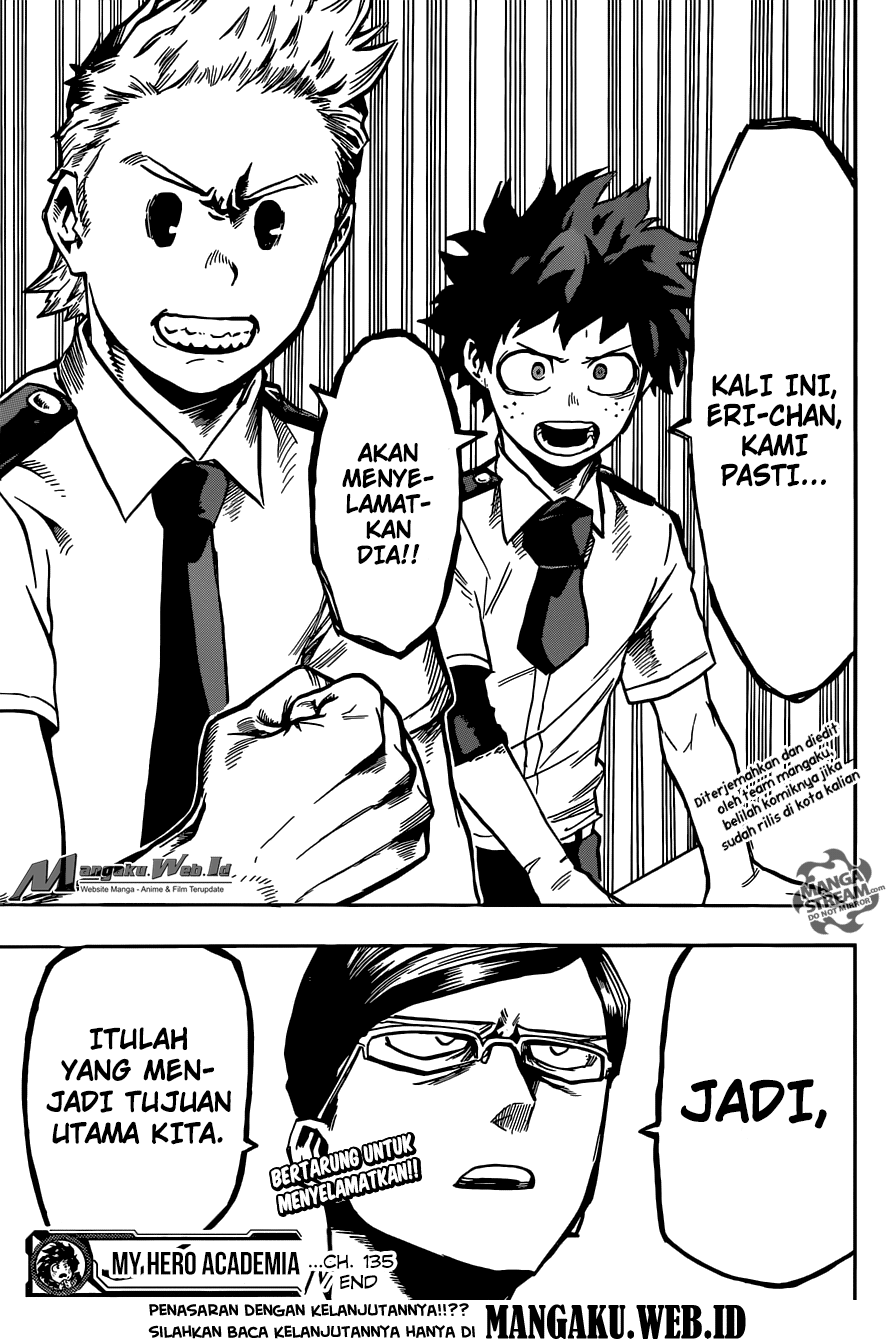 KALI INI,
ERI-CHAN,
KAMI
PASTI...
AKAN
MENYE-
LAMAT-
KAN
DIA!!
Diterjemahkan dan diedit
oleh team mangaku,
belilah komiknya jika
sudah rilis di kota kalian
Mangaku.Web.Id
Website Manga - Anime & Film Terupdate
MANGA
STREAM.COM
DO NOT MIRROR
JADI,
ITULAH
YANG MEN-
JADI TUJUAN
UTAMA KITA.
BERTARUNG UNTUK
MENYELAMATKAN!!
MY HERO ACADEMIA
...CH. 135
END
PENASARAN DENGAN KELANJUTANNYA!!??
SILAHKAN BACA KELANJUTANNYA HANYA DI MANGAKU.WEB.ID